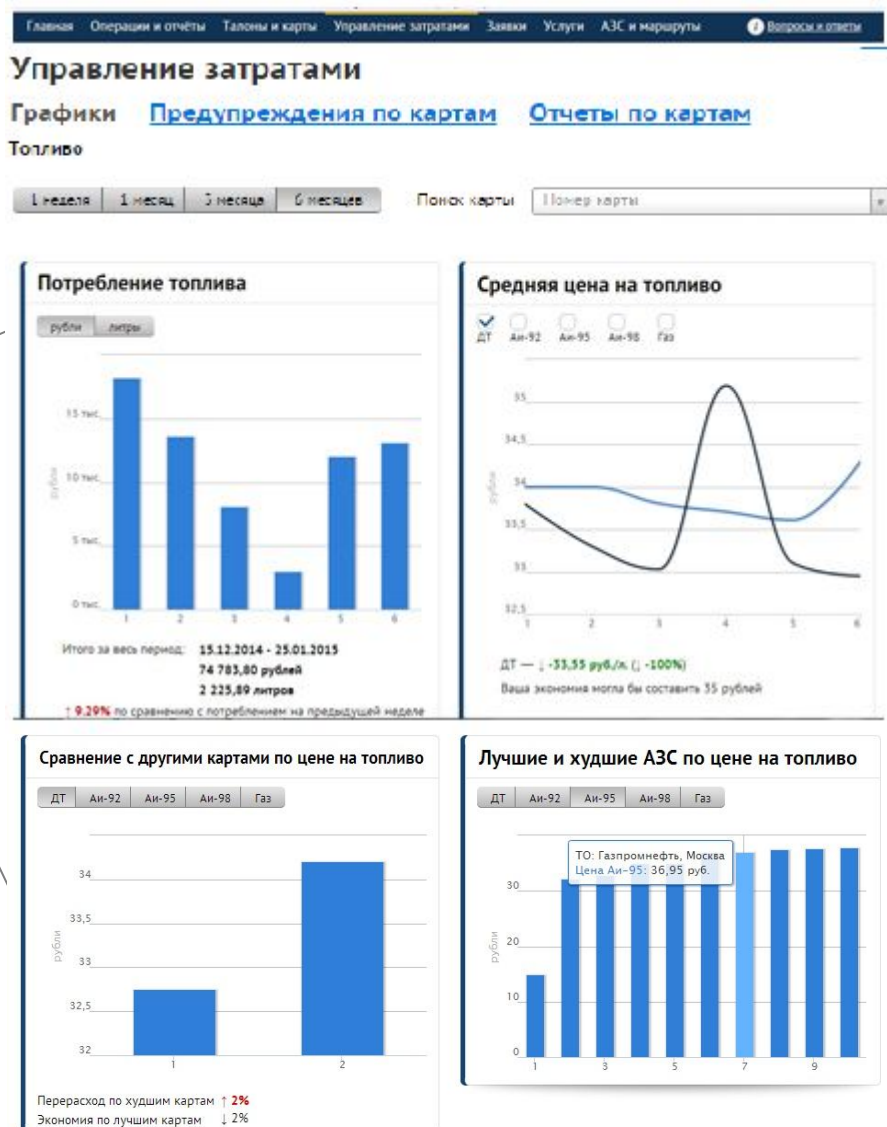 Главная Операции и отчёты Талоны и карты Управление затратами Заявки Услуги АЗС и маршруты Вопросы и ответы
Управление затратами
Графики Предупреждения по картам Отчеты по картам
Топливо
1 неделя 1 месяц 3 месяца 6 месяцев Поиск карты Номер карты
Потребление топлива
рубли литры
15 тыс.
10 тыс.
5 тыс.
0 тыс.
рубли
1 2 3 4 5 6
Итого за весь период: 15.12.2014 - 25.01.2015
74 783,80 рублей
2 225,89 литров
↑ 9.29% по сравнению с потреблением на предыдущей неделе
Средняя цена на топливо
ДТ Аи-92 Аи-95 Аи-98 Газ
35
34,5
34
33,5
33
32,5
рубли
1 2 3 4 5 6
ДТ — ↓ -33,55 руб./л. (↓ -100%)
Ваша экономия могла бы составить 35 рублей
Сравнение с другими картами по цене на топливо
ДТ Аи-92 Аи-95 Аи-98 Газ
34
33,5
33
32,5
32
рубли
1 2
Перерасход по худшим картам ↑ 2%
Экономия по лучшим картам ↓ 2%
Лучшие и худшие АЗС по цене на топливо
ДТ Аи-92 Аи-95 Аи-98 Газ
ТО: Газпромнефть, Москва
Цена Аи-95: 36,95 руб.
30
20
10
0
рубли
1 3 5 7 9